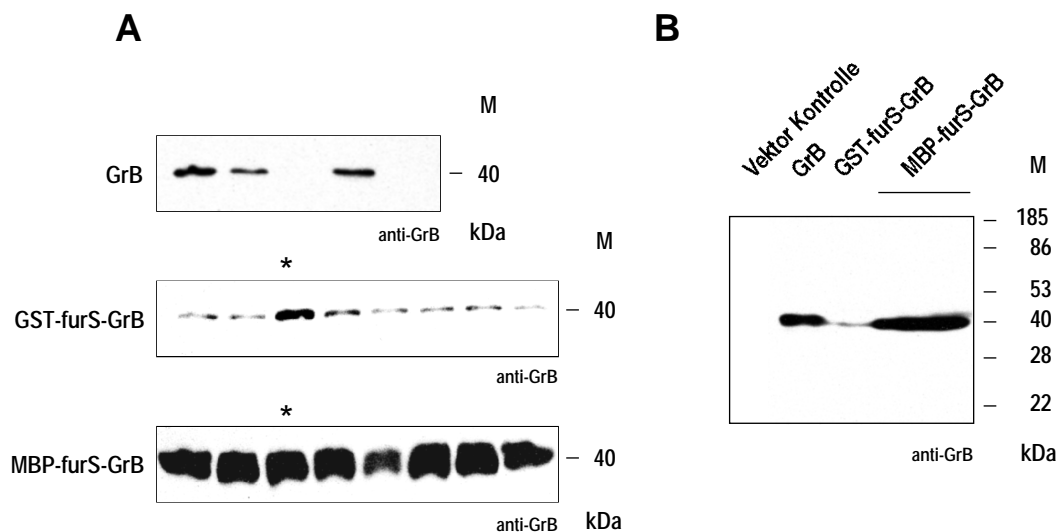 A
M
GrB
– 40
anti-GrB
kDa
*
M
GST-furS-GrB
– 40
anti-GrB
*
MBP-furS-GrB
– 40
anti-GrB
kDa
B
Vektor Kontrolle
GrB
GST-furS-GrB
MBP-furS-GrB
M
– 185
– 86
– 53
– 40
– 28
– 22
anti-GrB
kDa